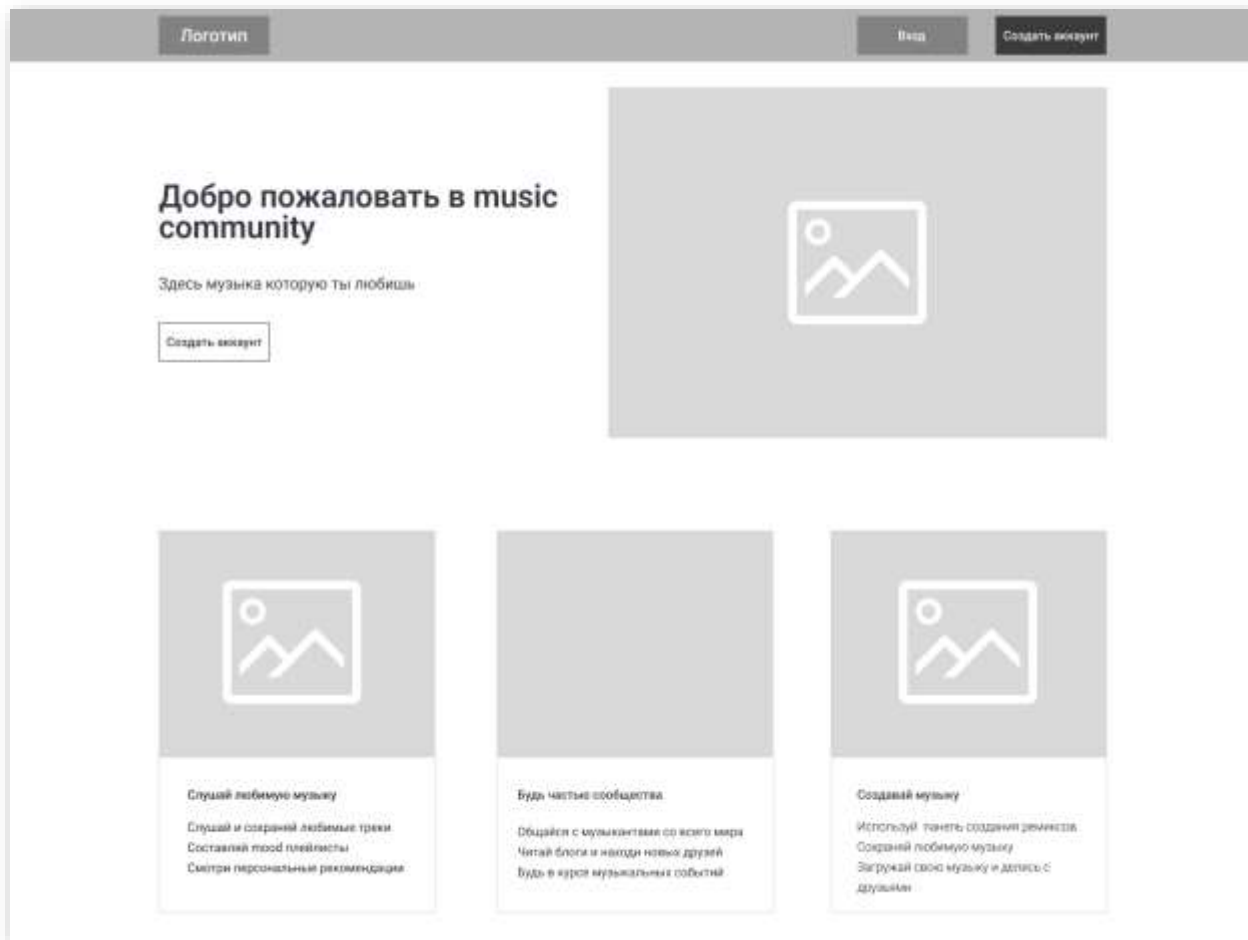 Логотип
Вход
Создать аккаунт
Добро пожаловать в music
community
Здесь музыка которую ты любишь
Создать аккаунт
Слушай любимую музыку
Слушай и сохраняй любимые треки
Составляй mood плейлисты
Смотри персональные рекомендации
Будь частью сообщества
Общайся с музыкантами со всего мира
Читай блоги и находи новых друзей
Будь в курсе музыкальных событий
Создавай музыку
Используй панель создания ремиксов
Сохраняй любимую музыку
Загружай свою музыку и делись с
друзьями